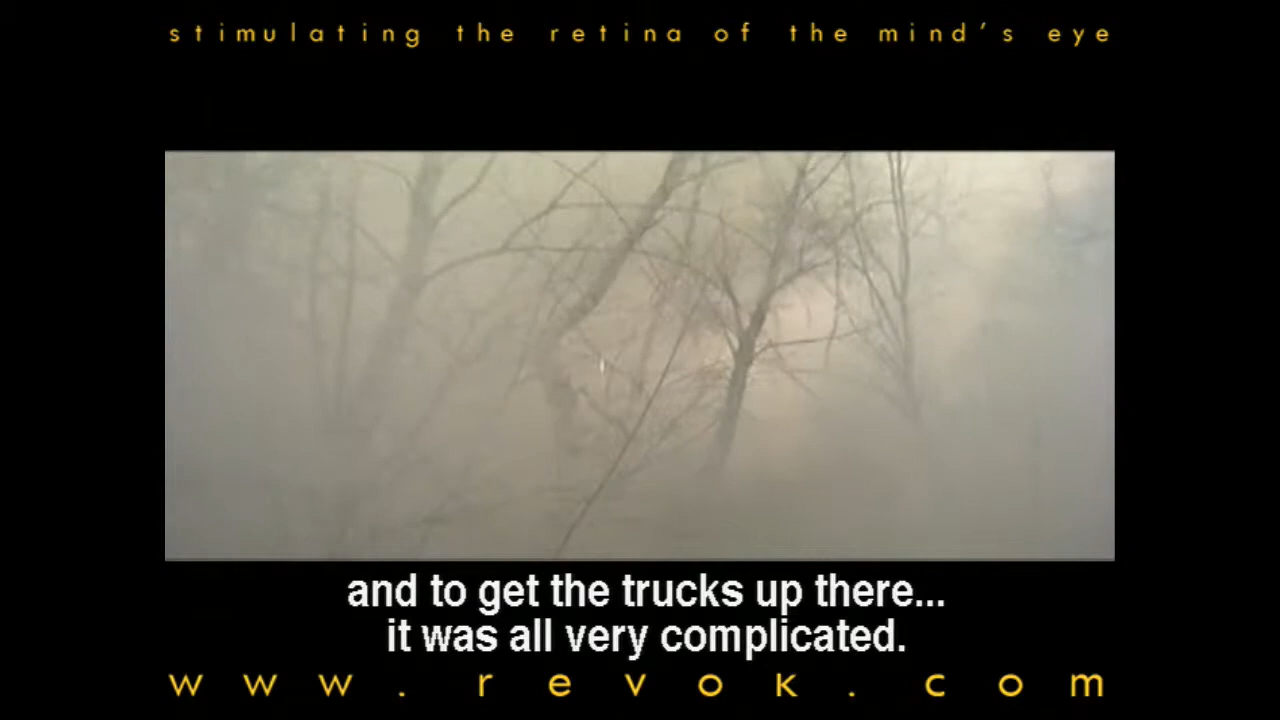 stimulating the retina of the mind's eye
and to get the trucks up there...
it was all very complicated.
www.revok.com